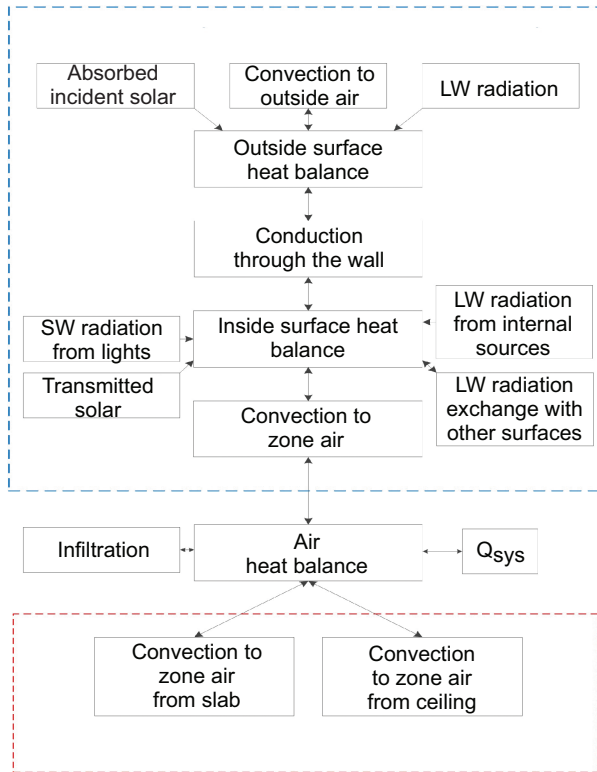 Absorbed
incident solar
Convection to
outside air
LW radiation
Outside surface
heat balance
Conduction
through the wall
SW radiation
from lights
Transmitted
solar
Inside surface heat
balance
LW radiation
from internal
sources
LW radiation
exchange with
other surfaces
Convection to
zone air
Infiltration
Air
heat balance
Qsys
Convection to
zone air
from slab
Convection
to zone air
from ceiling